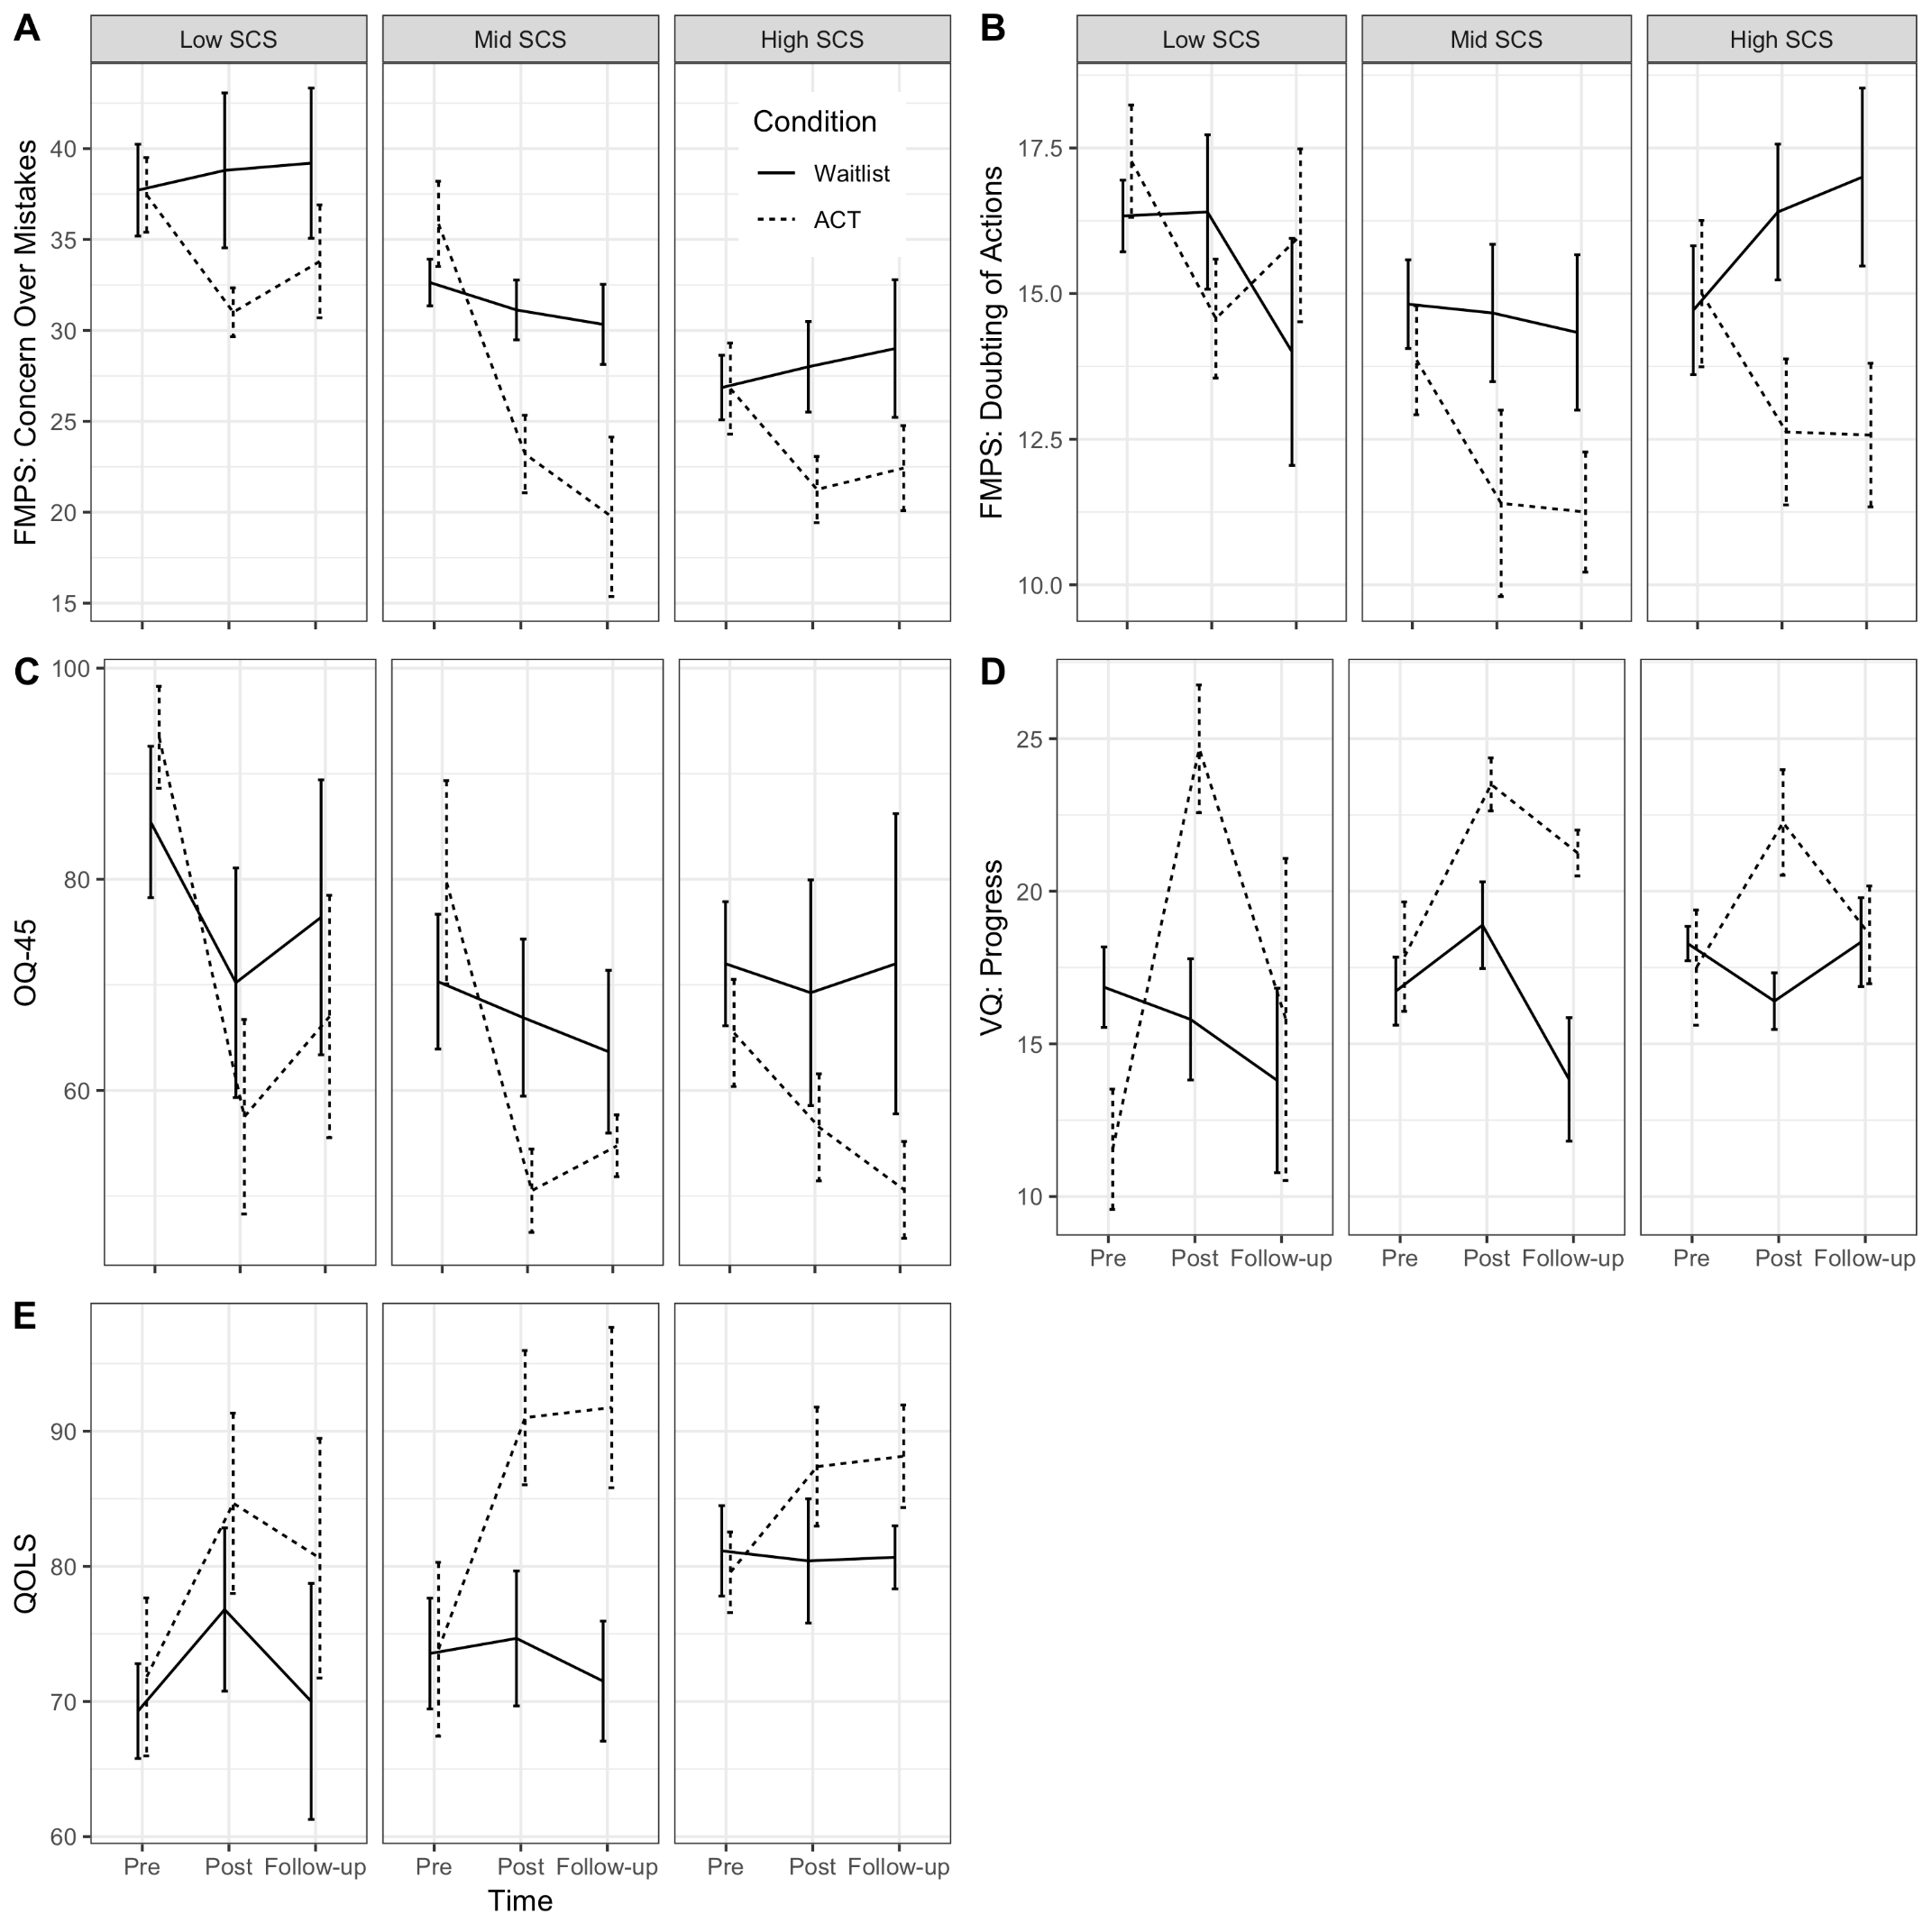 A
Low SCS
Mid SCS
High SCS
FMPS: Concern Over Mistakes
40
35
30
25
20
15
Condition
Waitlist
ACT
B
Low SCS
Mid SCS
High SCS
FMPS: Doubting of Actions
17.5
15.0
12.5
10.0
C
OQ-45
100
80
60
D
VQ: Progress
25
20
15
10
Pre Post Follow-up
Pre Post Follow-up
Pre Post Follow-up
E
QOLS
90
80
70
60
Pre Post Follow-up
Pre Post Follow-up
Pre Post Follow-up
Time